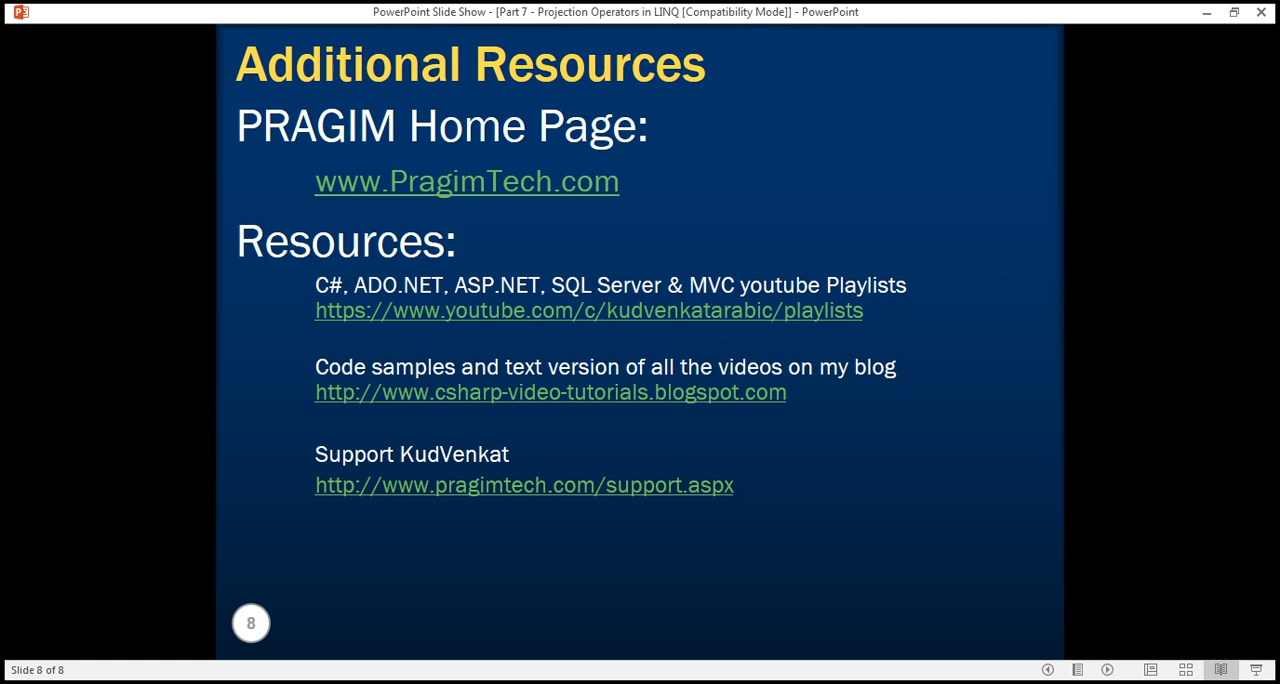 PowerPoint Slide Show - [Part 7 - Projection Operators in LINQ [Compatibility Mode]] - PowerPoint
Additional Resources
PRAGIM Home Page:
www.PragimTech.com
Resources:
C#, ADO.NET, ASP.NET, SQL Server & MVC youtube Playlists
https://www.youtube.com/c/kudvenkatarabic/playlists
Code samples and text version of all the videos on my blog
http://www.csharp-video-tutorials.blogspot.com
Support KudVenkat
http://www.pragimtech.com/support.aspx
8
Slide 8 of 8